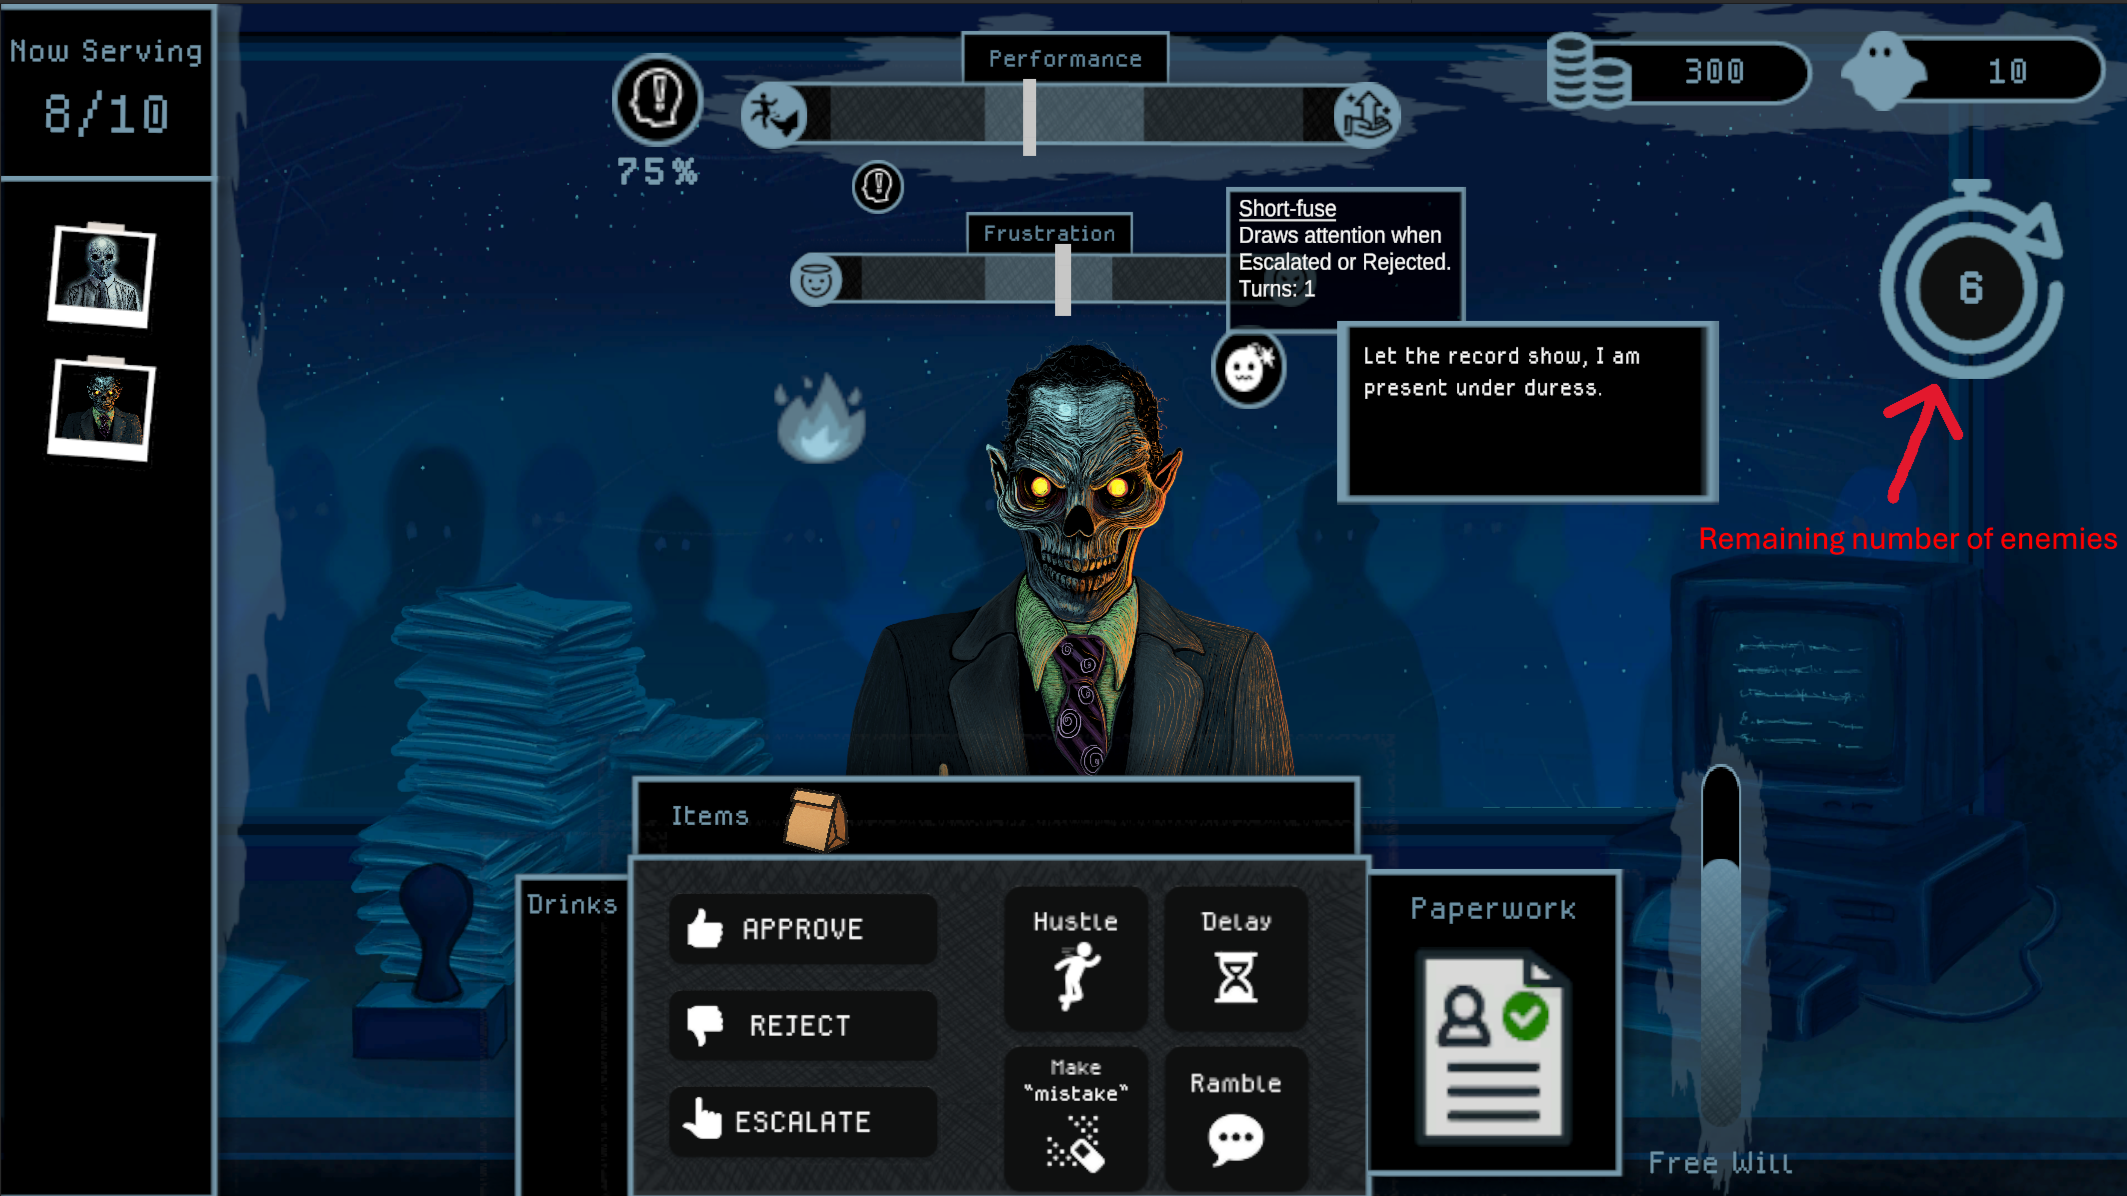 Now Serving
8/10
75%
Performance
300
10
Frustration
Short-fuse
Draws attention when
Escalated or Rejected.
Turns: 1
6
Let the record show, I am
present under duress.
Remaining number of enemies
Items
Drinks
APPROVE
REJECT
ESCALATE
Hustle
Delay
Make
"mistake"
Ramble
Paperwork
Free Will